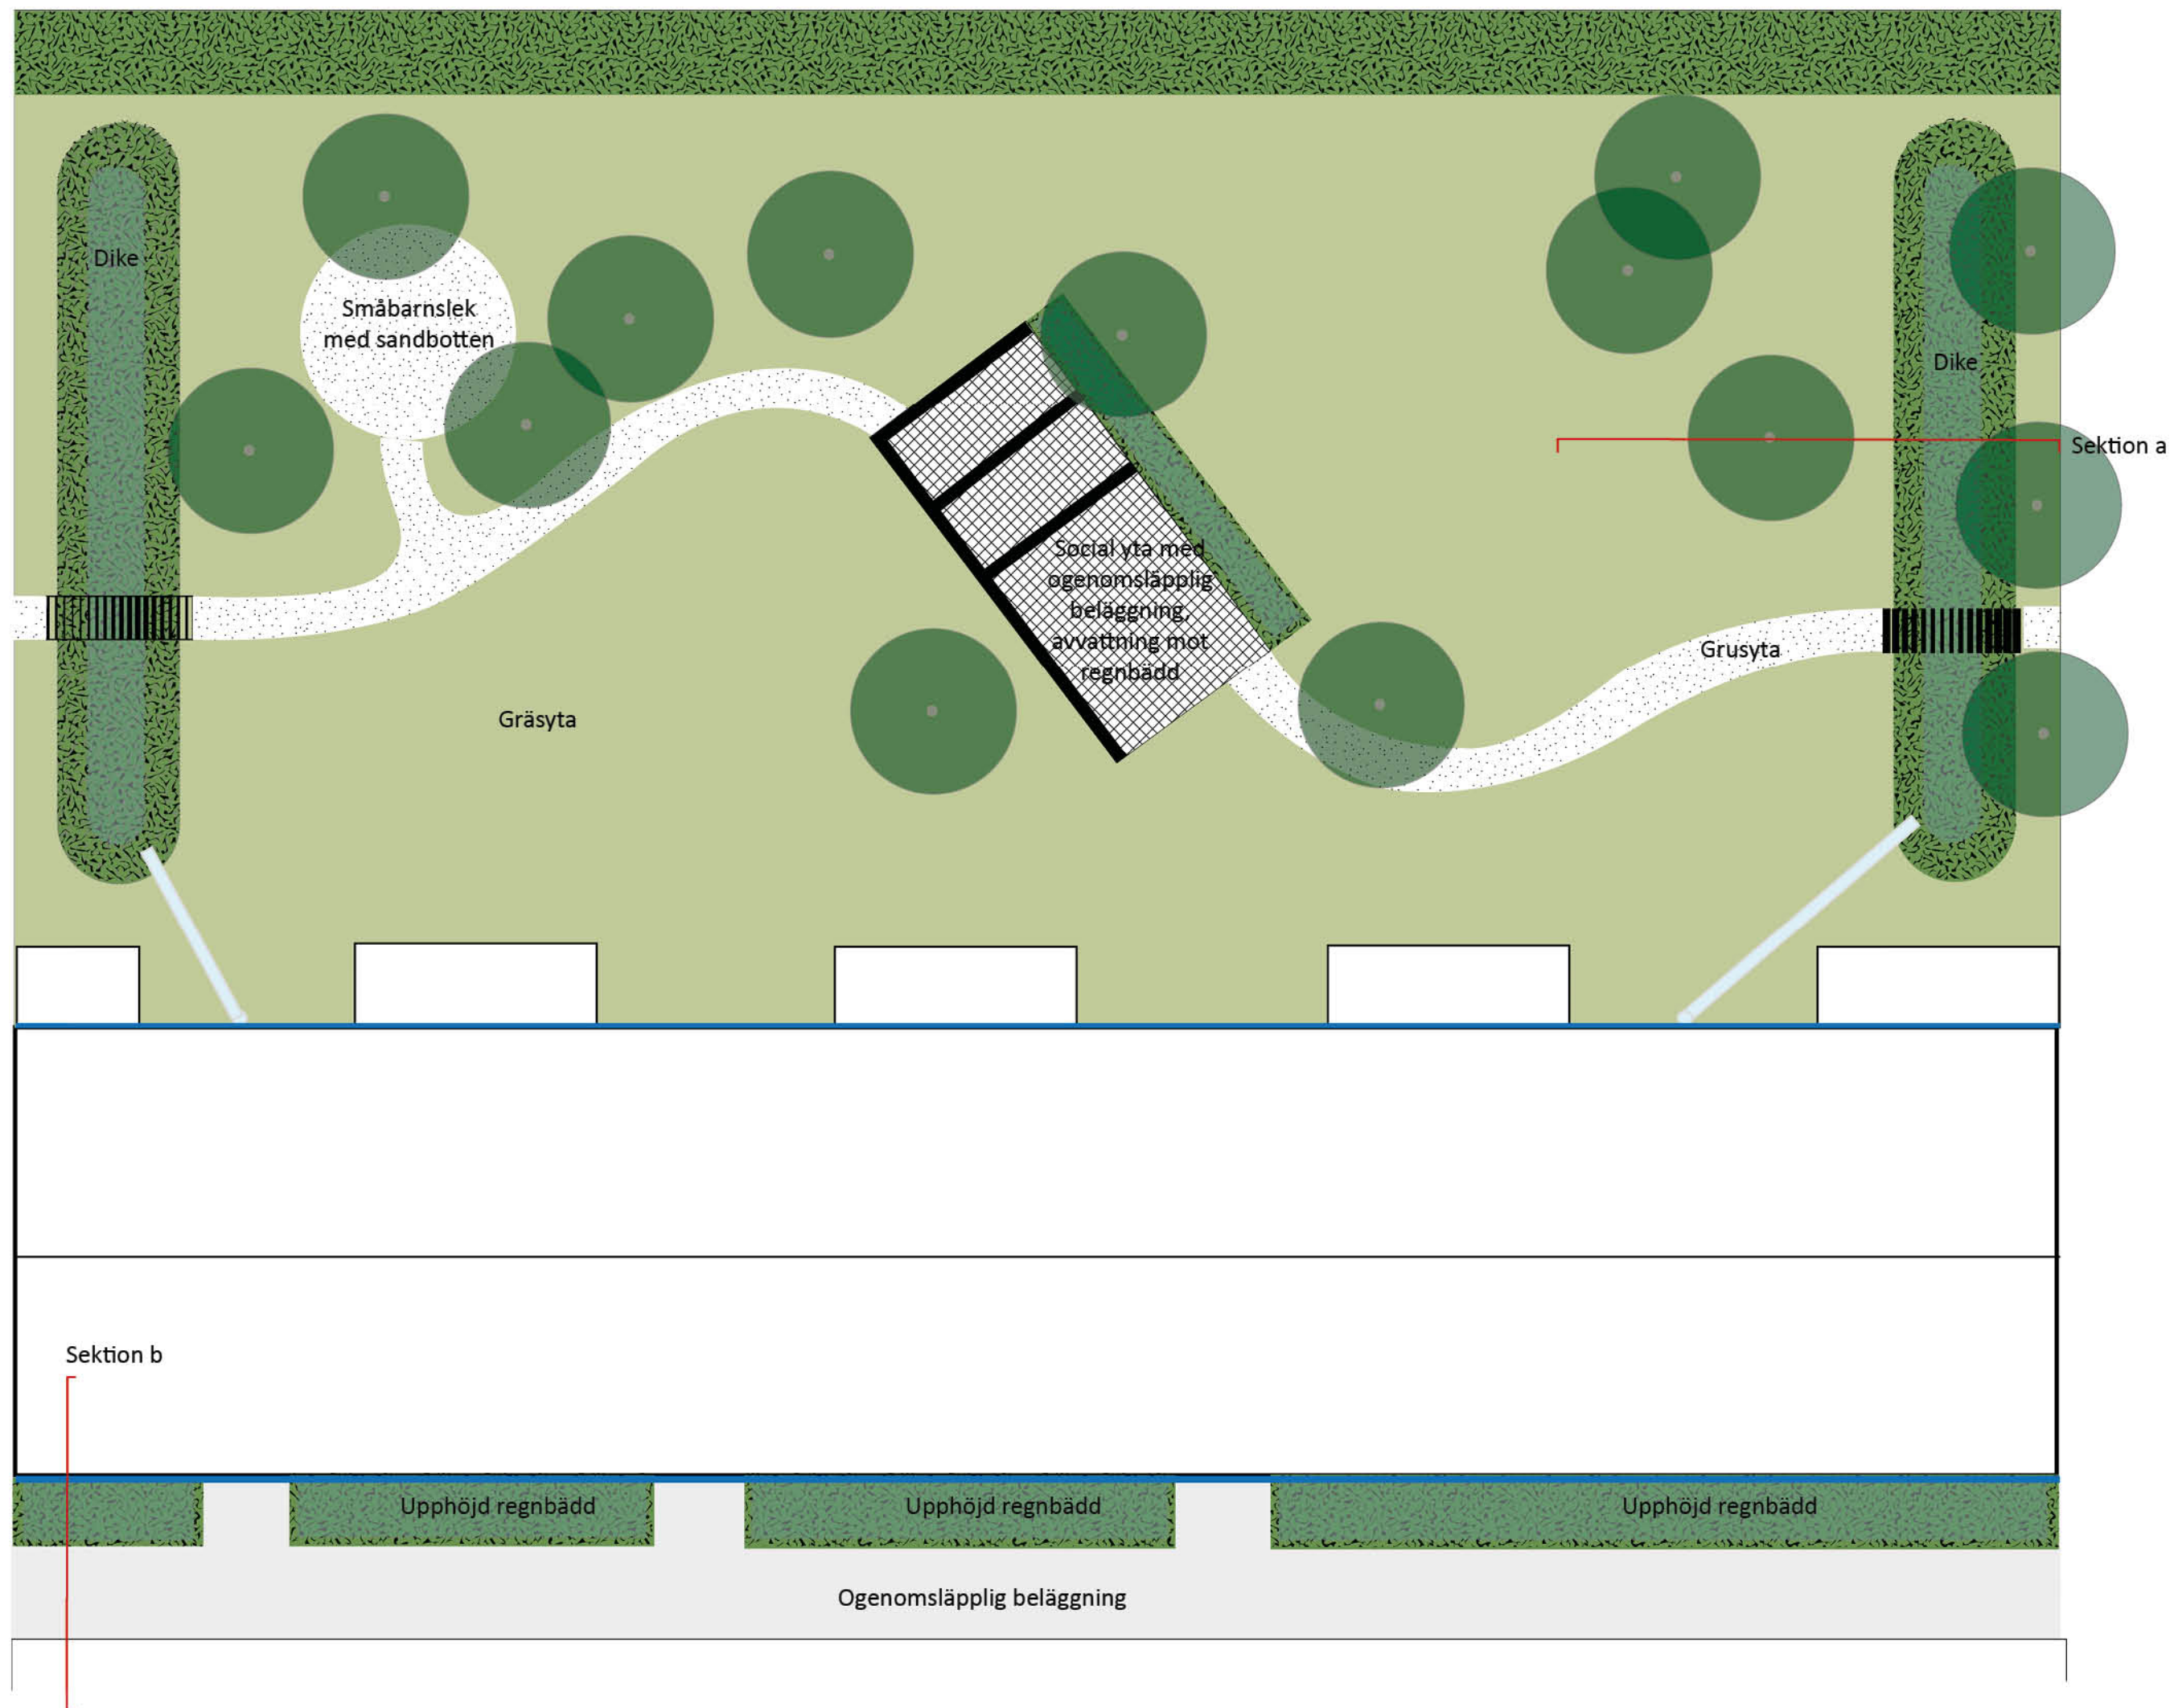 Dike
Småbarnslek
med sandbotten
Dike
Sektion a
Social yta med
ogenomsläpplig
beläggning,
avvattning mot
regnbädd
Grusyta
Gräsyta
Sektion b
Upphöjd regnbädd
Upphöjd regnbädd
Upphöjd regnbädd
Ogenomsläpplig beläggning